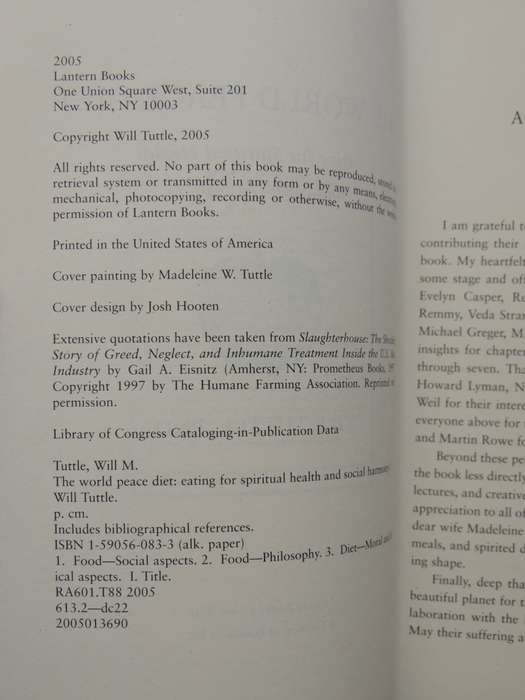 2005
Lantern Books
One Union Square West, Suite 201
New York, NY 10003
Copyright Will Tuttle, 2005
All rights reserved. No part of this book may be reproduced, stored
retrieval system or transmitted in any form or by any means,
mechanical, photocopying, recording or otherwise, without the
permission of Lantern Books.
Printed in the United States of America
Cover painting by Madeleine W. Tuttle
Cover design by Josh Hooten
Extensive quotations have been taken from Slaughterhouse: The
Story of Greed, Neglect, and Inhumane Treatment Inside the U.S.
Industry by Gail A. Eisnitz (Amherst, NY: Prometheus Books,
Copyright 1997 by The Humane Farming Association. Reprinted
permission.
Library of Congress Cataloging-in-Publication Data
Tuttle, Will M.
The world peace diet: eating for spiritual health and social harmony
Will Tuttle.
p. cm.
Includes bibliographical references.
ISBN 1-59056-083-3 (alk. paper)
1. Food—Social aspects. 2. Food—Philosophy. 3. Diet—Moral and
ical aspects. I. Title.
RA601.T88 2005
613.2—dc22
2005013690
A
I am grateful
contributing their
book. My heartfelt
some stage and
Evelyn Casper,
Remmy, Veda
Michael Greger, M
insights for chapter
through seven.
Howard Lyman, N
Weil for their
everyone above for
and Martin Rowe
Beyond these
the book less directly
lectures, and
appreciation to all of
dear wife Madeleine
meals, and spirited
ing shape.
Finally, deep
beautiful planet for
laboration with the
May their suffering a